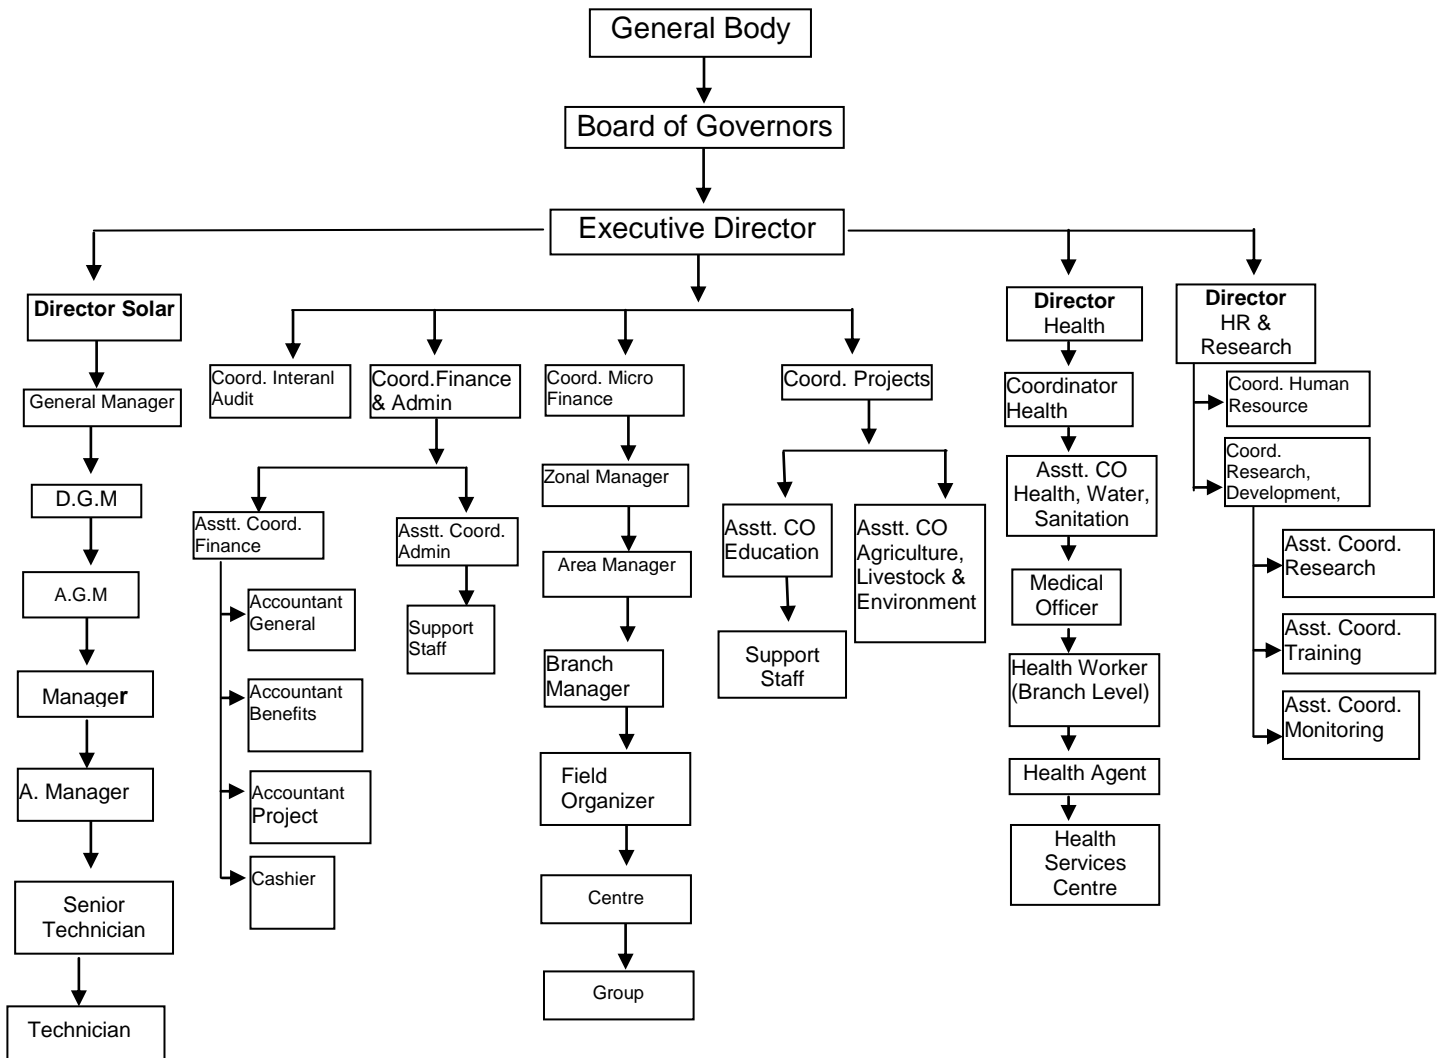 General Body
Board of Governors
Executive Director
Director Solar
General Manager
D.G.M
A.G.M
Manager
A. Manager
Senior
Technician
Technician
Coord. Interanl
Audit
Coord.Finance
& Admin
Asstt. Coord.
Finance
Accountant
General
Accountant
Benefits
Accountant
Project
Cashier
Asstt. Coord.
Admin
Support
Staff
Coord. Micro
Finance
Zonal Manager
Area Manager
Branch
Manager
Field
Organizer
Centre
Group
Coord. Projects
Asstt. CO
Education
Support
Staff
Asstt. CO
Agriculture,
Livestock &
Environment
Director
Health
Coordinator
Health
Asstt. CO
Health, Water,
Sanitation
Medical
Officer
Health Worker
(Branch Level)
Health Agent
Health
Services
Centre
Director
HR &
Research
Coord. Human
Resource
Coord.
Research,
Development,
Asst. Coord.
Research
Asst. Coord.
Training
Asst. Coord.
Monitoring